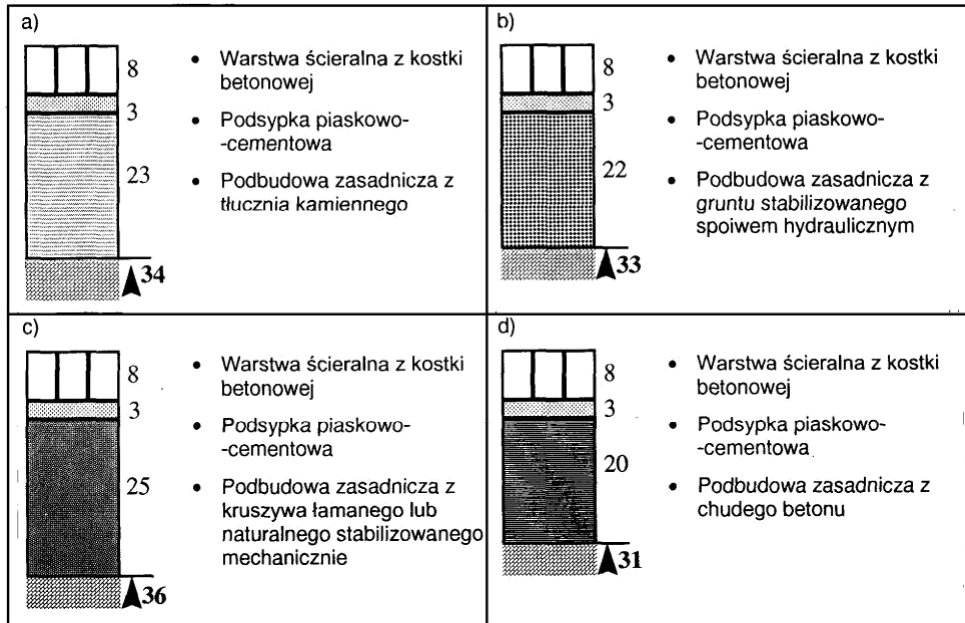 a)
8
3
23
34
• Warstwa ścieralna z kostki
betonowej
• Podsypka piaskowo-
-cementowa
• Podbudowa zasadnicza z
tłucznia kamiennego
b)
8
3
22
33
• Warstwa ścieralna z kostki
betonowej
• Podsypka piaskowo-
-cementowa
• Podbudowa zasadnicza z
gruntu stabilizowanego
spoiwem hydraulicznym
c)
8
3
25
36
• Warstwa ścieralna z kostki
betonowej
• Podsypka piaskowo-
-cementowa
• Podbudowa zasadnicza z
kruszywa łamanego lub
naturalnego stabilizowanego
mechanicznie
d)
8
3
20
31
• Warstwa ścieralna z kostki
betonowej
• Podsypka piaskowo-
-cementowa
• Podbudowa zasadnicza z
chudego betonu